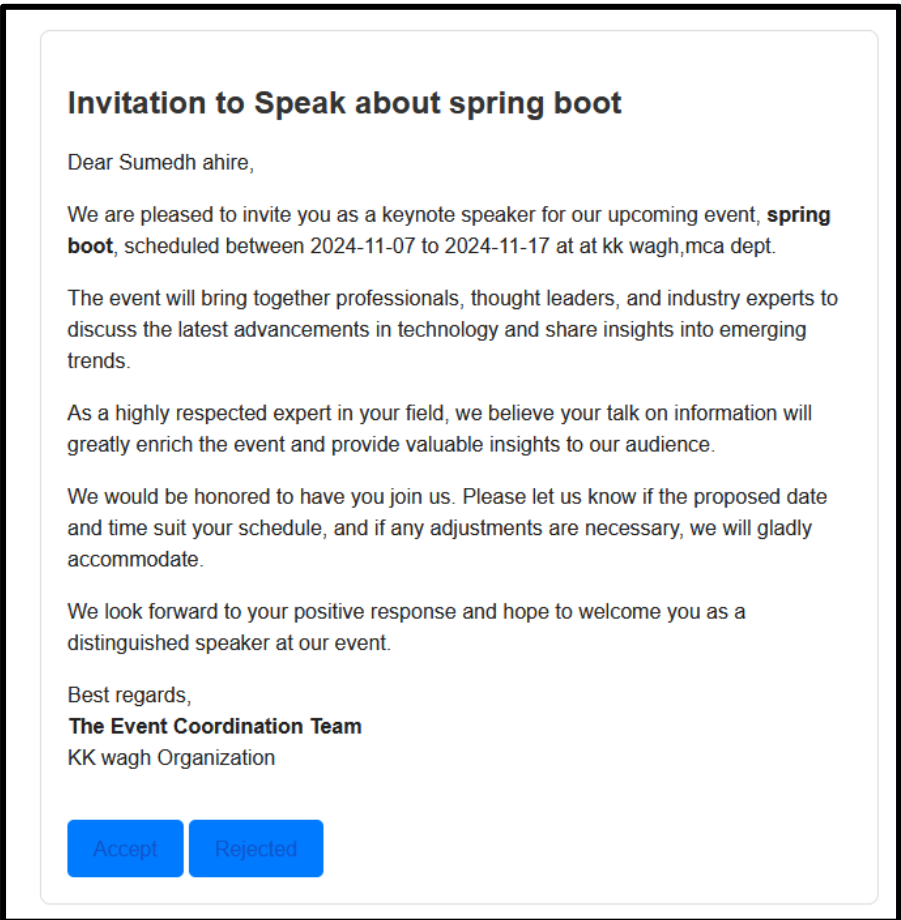 Invitation to Speak about spring boot
Dear Sumedh ahire,
We are pleased to invite you as a keynote speaker for our upcoming event, spring
boot, scheduled between 2024-11-07 to 2024-11-17 at at kk wagh,mca dept.
The event will bring together professionals, thought leaders, and industry experts to
discuss the latest advancements in technology and share insights into emerging
trends.
As a highly respected expert in your field, we believe your talk on information will
greatly enrich the event and provide valuable insights to our audience.
We would be honored to have you join us. Please let us know if the proposed date
and time suit your schedule, and if any adjustments are necessary, we will gladly
accommodate.
We look forward to your positive response and hope to welcome you as a
distinguished speaker at our event.
Best regards,
The Event Coordination Team
KK wagh Organization
Accept Rejected